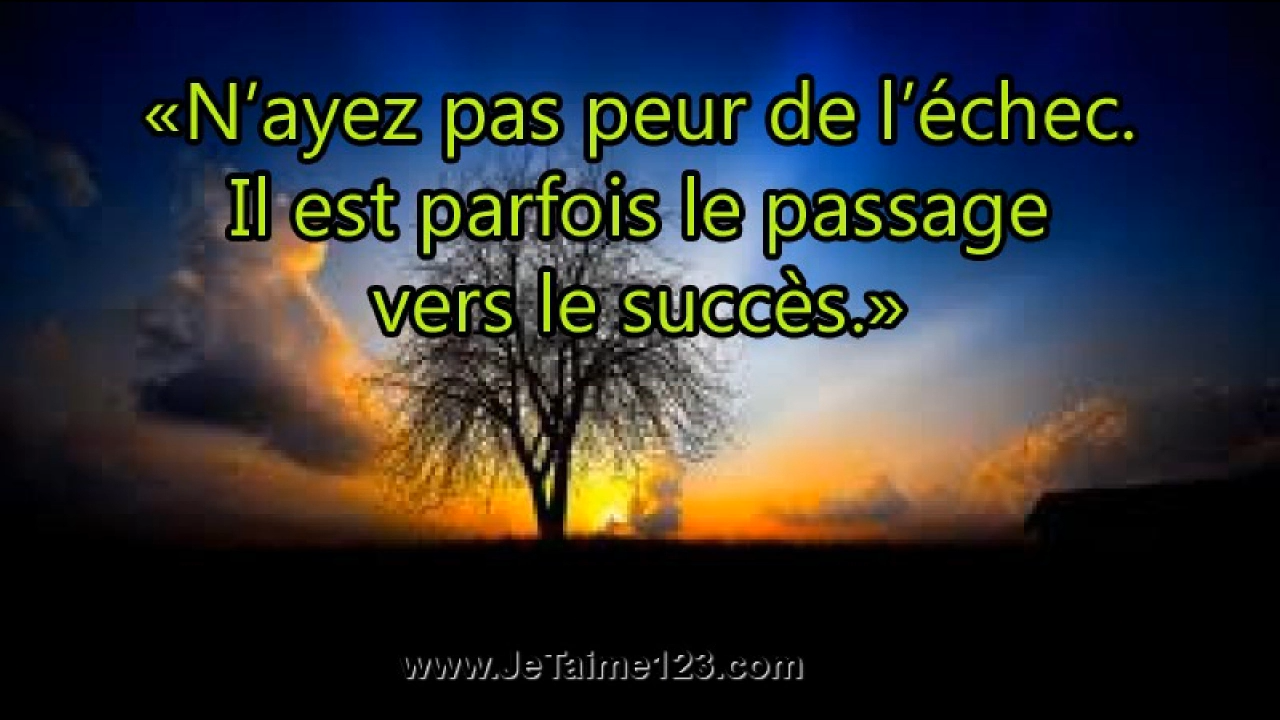 «N’ayez pas peur de l’échec.
Il est parfois le passage
vers le succès.»
www.JeTaime123.com